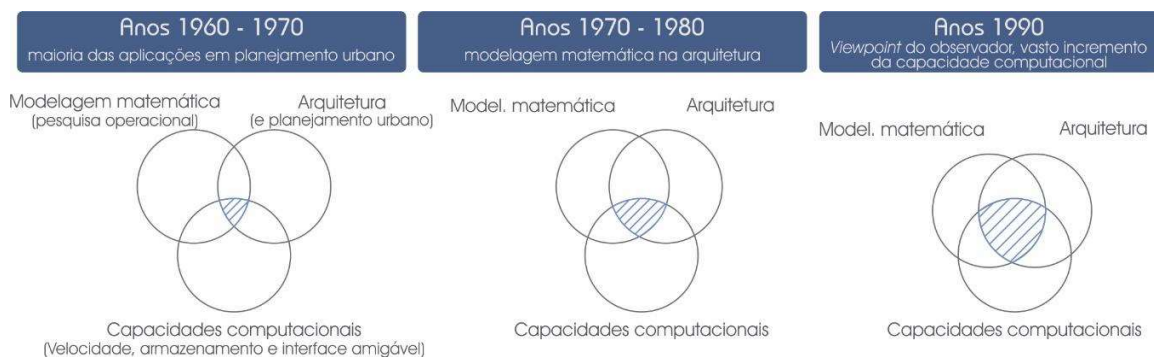 Anos 1960 - 1970
maioria das aplicações em planejamento urbano
Modelagem matemática
(pesquisa operacional)
Arquitetura
(e planejamento urbano)
Capacidades computacionais
(Velocidade, armazenamento e interface amigável)
Anos 1970 - 1980
modelagem matemática na arquitetura
Model. matemática
Arquitetura
Capacidades computacionais
Anos 1990
Viewpoint do observador, vasto incremento
da capacidade computacional
Model. matemática
Arquitetura
Capacidades computacionais